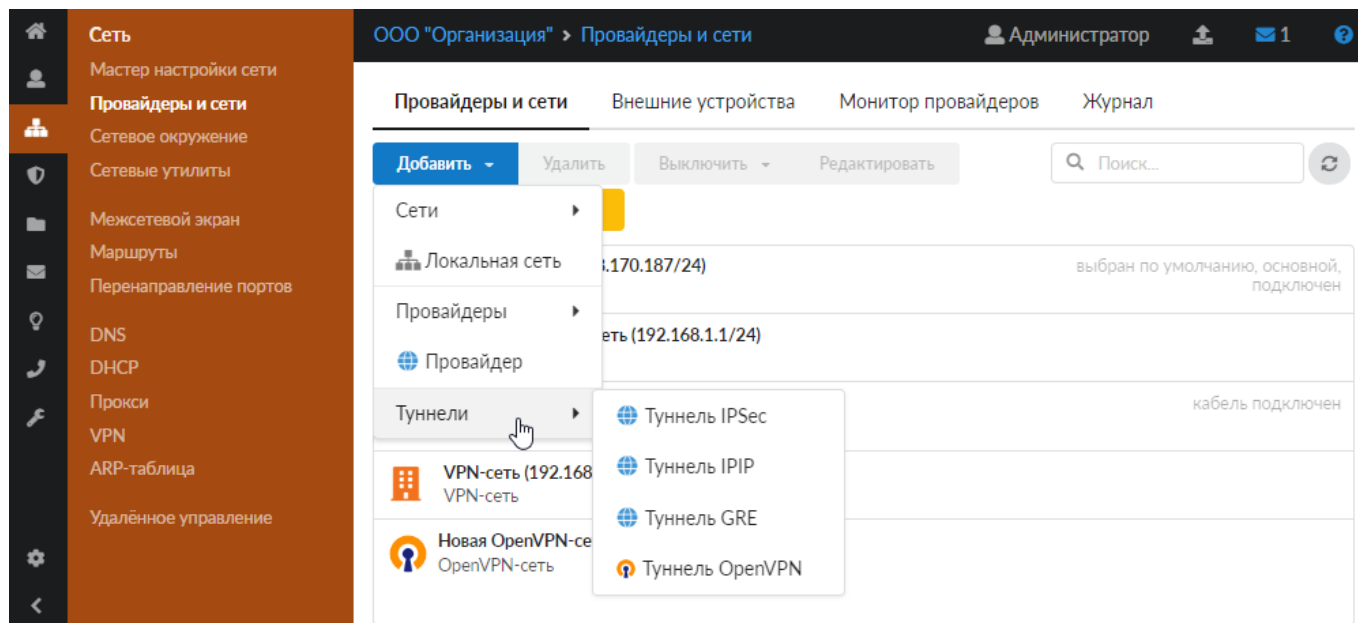 Сеть
Мастер настройки сети
Провайдеры и сети
Сетевое окружение
Сетевые утилиты
Межсетевой экран
Маршруты
Перенаправление портов
DNS
DHCP
Прокси
VPN
ARP-таблица
Удалённое управление
ООО "Организация" > Провайдеры и сети
Администратор
1
?
Провайдеры и сети Внешние устройства Монитор провайдеров Журнал
Добавить Удалить Выключить Редактировать
Поиск...
Сети
Локальная сеть
Провайдеры
Провайдер
Туннели
Туннель IPSec
Туннель IPIP
Туннель GRE
Туннель OpenVPN
.170.187/24)
выбран по умолчанию, основной,
подключен
еть (192.168.1.1/24)
кабель подключен
VPN-сеть (192.168
VPN-сеть
Новая OpenVPN-се
OpenVPN-сеть